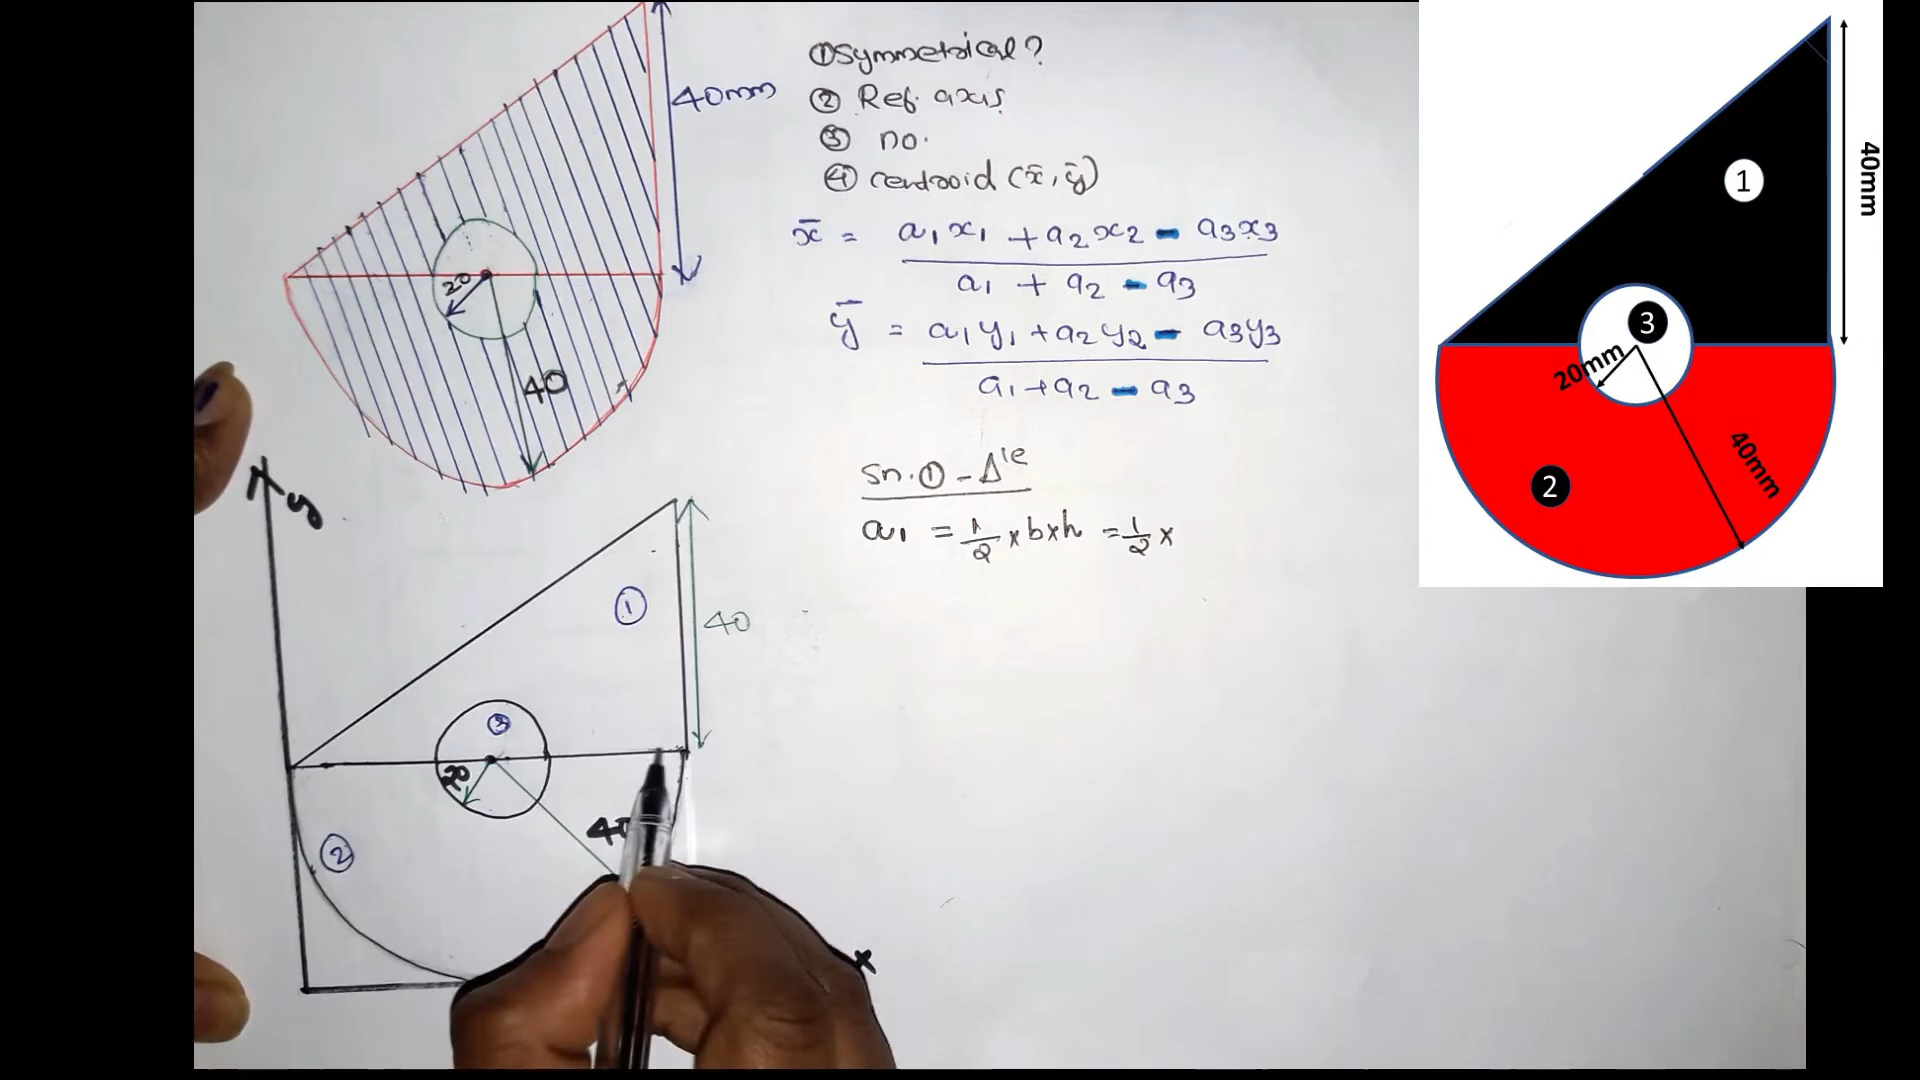 40mm
20
40
①Symmetrical?
② Ref. axis
③ no.
④ centroid (x̄, ȳ)
x̄ = a₁x₁ + a₂x₂ - a₃x₃
a₁ + a₂ - a₃
ȳ = a₁y₁ + a₂y₂ - a₃y₃
a₁ + a₂ - a₃
Sn.① - Δˡᵉ
a₁ = 1/2 × b × h = 1/2 ×
y
①
40
③
20
40
②
x
1
40mm
3
20mm
40mm
2